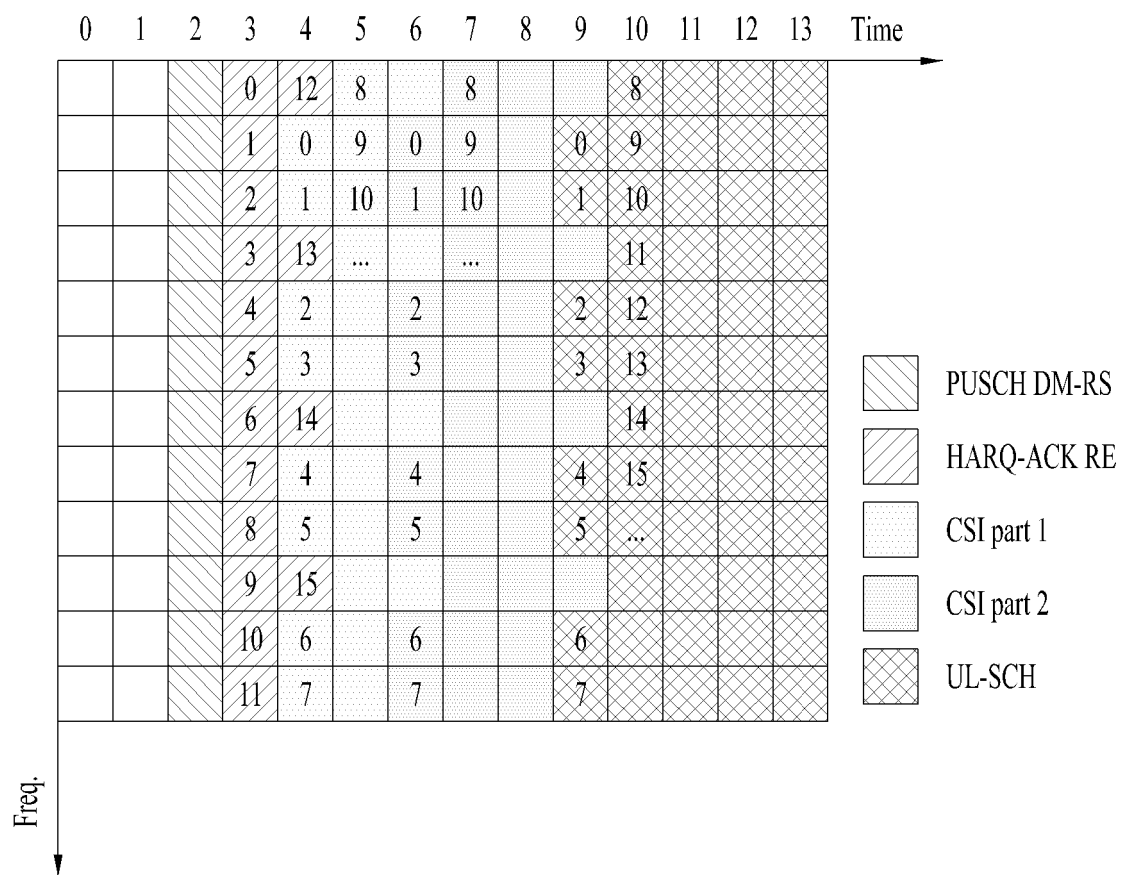 0 1 2 3 4 5 6 7 8 9 10 11 12 13 Time
0 12 8 8 8
1 0 9 0 9 0 9
2 1 10 1 10 1 10
3 13 ... ... 11
4 2 2 2 12
5 3 3 3 13
6 14 14
7 4 4 4 15
8 5 5 5 ...
9 15
10 6 6 6
11 7 7 7
PUSCH DM-RS
HARQ-ACK RE
CSI part 1
CSI part 2
UL-SCH
Freq.